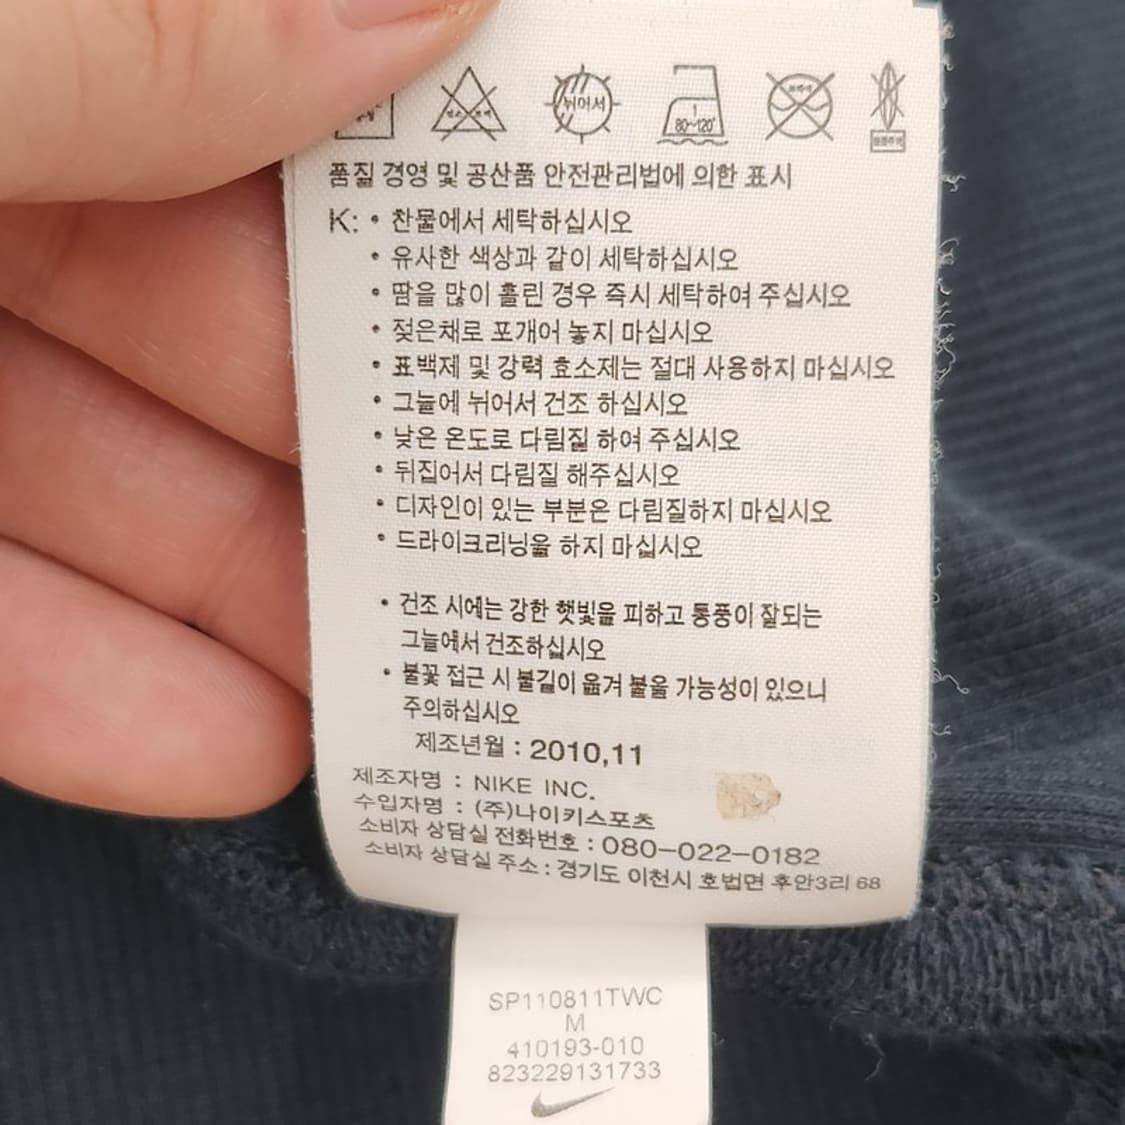 뉘어서
80~120°
품질 경영 및 공산품 안전관리법에 의한 표시
K: • 찬물에서 세탁하십시오
• 유사한 색상과 같이 세탁하십시오
• 땀을 많이 흘린 경우 즉시 세탁하여 주십시오
• 젖은채로 포개어 놓지 마십시오
• 표백제 및 강력 효소제는 절대 사용하지 마십시오
• 그늘에 뉘어서 건조 하십시오
• 낮은 온도로 다림질 하여 주십시오
• 뒤집어서 다림질 해주십시오
• 디자인이 있는 부분은 다림질하지 마십시오
• 드라이크리닝을 하지 마십시오
• 건조 시에는 강한 햇빛을 피하고 통풍이 잘되는
그늘에서 건조하십시오
• 불꽃 접근 시 불길이 옮겨 붙을 가능성이 있으니
주의하십시오
제조년월 : 2010,11
제조자명 : NIKE INC.
수입자명 : (주)나이키스포츠
소비자 상담실 전화번호 : 080-022-0182
소비자 상담실 주소 : 경기도 이천시 호법면 후안3리 68
SP110811TWC
M
410193-010
823229131733